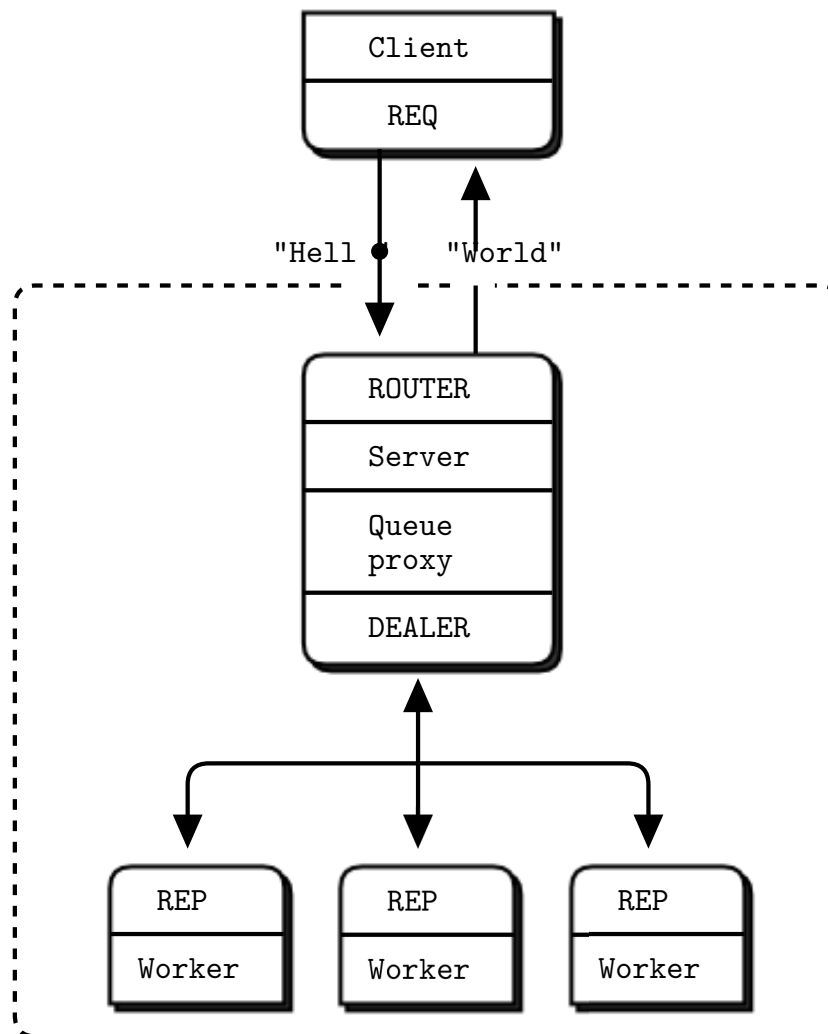 Client
REQ
"Hell " "World"
ROUTER
Server
Queue
proxy
DEALER
REP REP REP
Worker Worker Worker